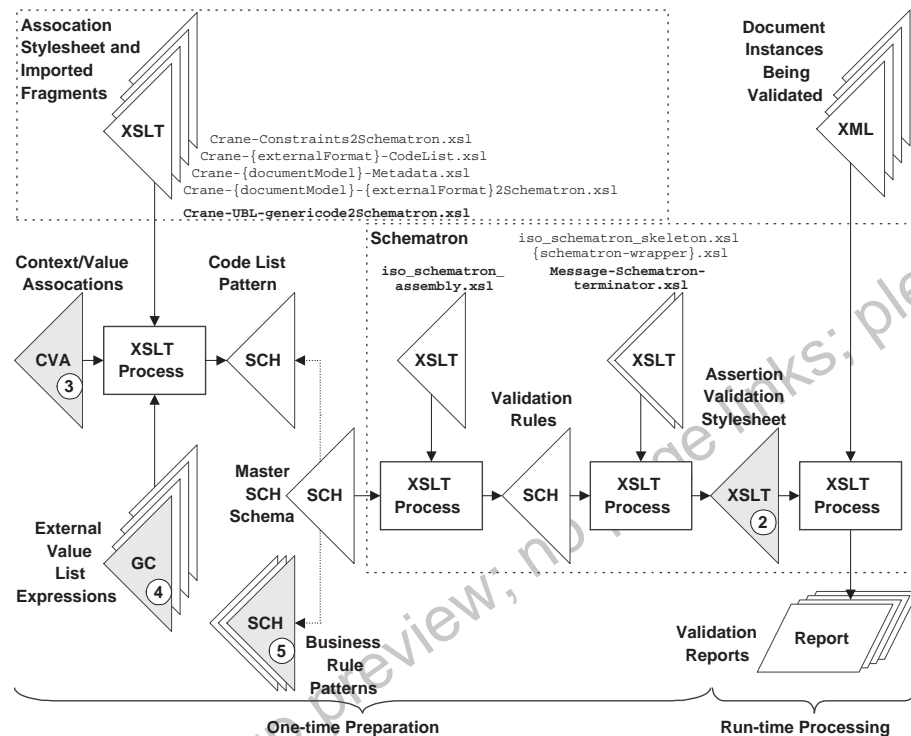 Assocation
Stylesheet and
Imported
Fragments
XSLT
Crane-Constraints2Schematron.xsl
Crane-{externalFormat}-CodeList.xsl
Crane-{documentModel}-Metadata.xsl
Crane-{documentModel}-{externalFormat}2Schematron.xsl
Crane-UBL-genericode2Schematron.xsl
Document
Instances
Being
Validated
XML
Schematron
iso_schematron_
assembly.xsl
iso_schematron_skeleton.xsl
{schematron-wrapper}.xsl
Message-Schematron-
terminator.xsl
Context/Value
Assocations
Code List
Pattern
CVA
3
XSLT
Process
SCH
XSLT
XSLT
Validation
Rules
Assertion
Validation
Stylesheet
Master
SCH
Schema
SCH
XSLT
Process
SCH
XSLT
Process
XSLT
2
XSLT
Process
External
Value
List
Expressions
GC
4
SCH
5
Business
Rule
Patterns
Validation
Reports
Report
One-time Preparation
Run-time Processing
preview; no
ge links; ple